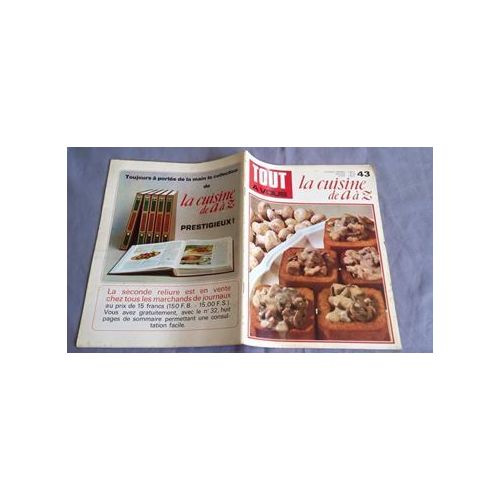 Toujours à portée de la main la collection
de
la cuisine
de a à z
PRESTIGIEUX !
La seconde reliure est en vente
chez tous les marchands de journaux
au prix de 15 francs (150 F.B. - 15,00 F.S.).
Vous avez gratuitement, avec le n° 32, huit
pages de sommaire permettant une consul-
tation facile.
TOUT
A VOUS
la cuisine
de a à z
43